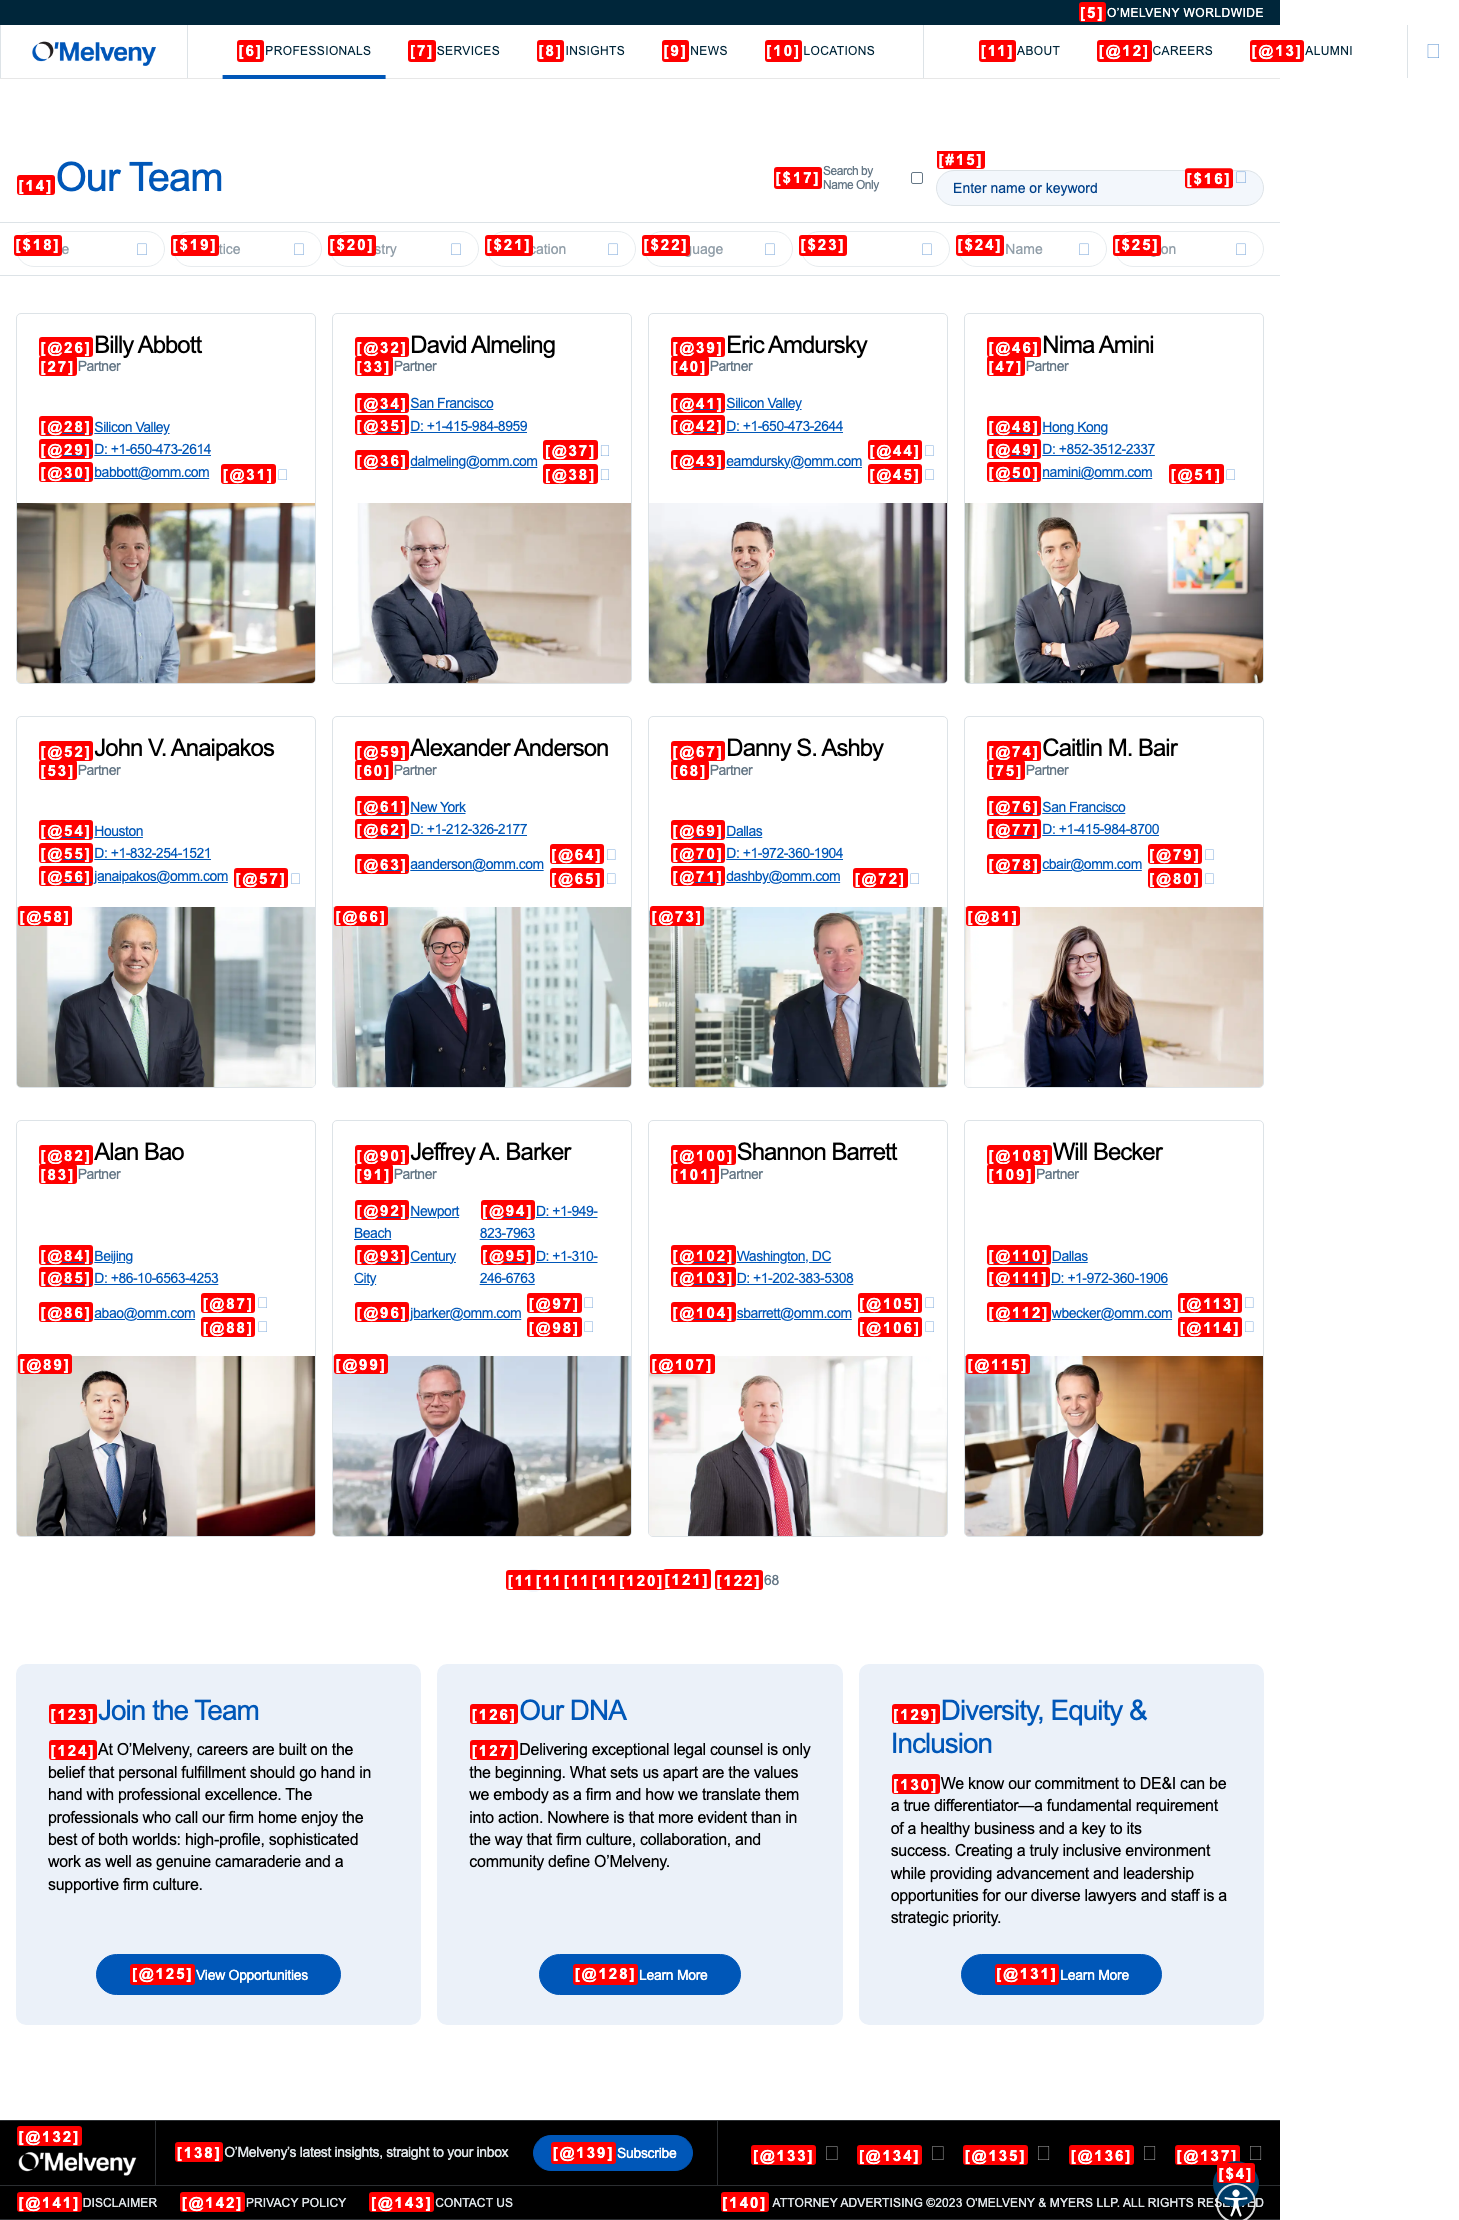 [5] O'MELVENY WORLDWIDE
O'Melveny
[6] PROFESSIONALS
[7] SERVICES
[8] INSIGHTS
[9] NEWS
[10] LOCATIONS
[11] ABOUT
[@12] CAREERS
[@13] ALUMNI
[14] Our Team
[$17] Search by
Name Only
[#15]
Enter name or keyword
[$16]
[$18] e
[$19] tice
[$20] stry
[$21] cation
[$22] uage
[$23]
[$24] Name
[$25] on
[@26] Billy Abbott
[27] Partner
[@28] Silicon Valley
[@29] D: +1-650-473-2614
[@30] babbott@omm.com [@31]
[@32] David Almeling
[33] Partner
[@34] San Francisco
[@35] D: +1-415-984-8959
[@36] dalmeling@omm.com [@37]
[@38]
[@39] Eric Amdursky
[40] Partner
[@41] Silicon Valley
[@42] D: +1-650-473-2644
[@43] eamdursky@omm.com [@44]
[@45]
[@46] Nima Amini
[47] Partner
[@48] Hong Kong
[@49] D: +852-3512-2337
[@50] namini@omm.com [@51]
[@52] John V. Anaipakos
[53] Partner
[@54] Houston
[@55] D: +1-832-254-1521
[@56] janaipakos@omm.com [@57]
[@58]
[@59] Alexander Anderson
[60] Partner
[@61] New York
[@62] D: +1-212-326-2177
[@63] aanderson@omm.com [@64]
[@65]
[@66]
[@67] Danny S. Ashby
[68] Partner
[@69] Dallas
[@70] D: +1-972-360-1904
[@71] dashby@omm.com [@72]
[@73]
[@74] Caitlin M. Bair
[75] Partner
[@76] San Francisco
[@77] D: +1-415-984-8700
[@78] cbair@omm.com [@79]
[@80]
[@81]
[@82] Alan Bao
[83] Partner
[@84] Beijing
[@85] D: +86-10-6563-4253
[@86] abao@omm.com [@87]
[@88]
[@89]
[@90] Jeffrey A. Barker
[91] Partner
[@92] Newport
Beach
[@94] D: +1-949-
823-7963
[@93] Century
City
[@95] D: +1-310-
246-6763
[@96] jbarker@omm.com [@97]
[@98]
[@99]
[@100] Shannon Barrett
[101] Partner
[@102] Washington, DC
[@103] D: +1-202-383-5308
[@104] sbarrett@omm.com [@105]
[@106]
[@107]
[@108] Will Becker
[109] Partner
[@110] Dallas
[@111] D: +1-972-360-1906
[@112] wbecker@omm.com [@113]
[@114]
[@115]
[11 [11 [11 [11 [120] [121] [122] 68
[123] Join the Team
[124] At O'Melveny, careers are built on the
belief that personal fulfillment should go hand in
hand with professional excellence. The
professionals who call our firm home enjoy the
best of both worlds: high-profile, sophisticated
work as well as genuine camaraderie and a
supportive firm culture.
[@125] View Opportunities
[126] Our DNA
[127] Delivering exceptional legal counsel is only
the beginning. What sets us apart are the values
we embody as a firm and how we translate them
into action. Nowhere is that more evident than in
the way that firm culture, collaboration, and
community define O'Melveny.
[@128] Learn More
[129] Diversity, Equity &
Inclusion
[130] We know our commitment to DE&I can be
a true differentiator—a fundamental requirement
of a healthy business and a key to its
success. Creating a truly inclusive environment
while providing advancement and leadership
opportunities for our diverse lawyers and staff is a
strategic priority.
[@131] Learn More
[@132]
O'Melveny
[138] O'Melveny's latest insights, straight to your inbox
[@139] Subscribe
[@133] [@134] [@135] [@136] [@137]
[$4]
[@141] DISCLAIMER
[@142] PRIVACY POLICY
[@143] CONTACT US
[140] ATTORNEY ADVERTISING ©2023 O'MELVENY & MYERS LLP. ALL RIGHTS